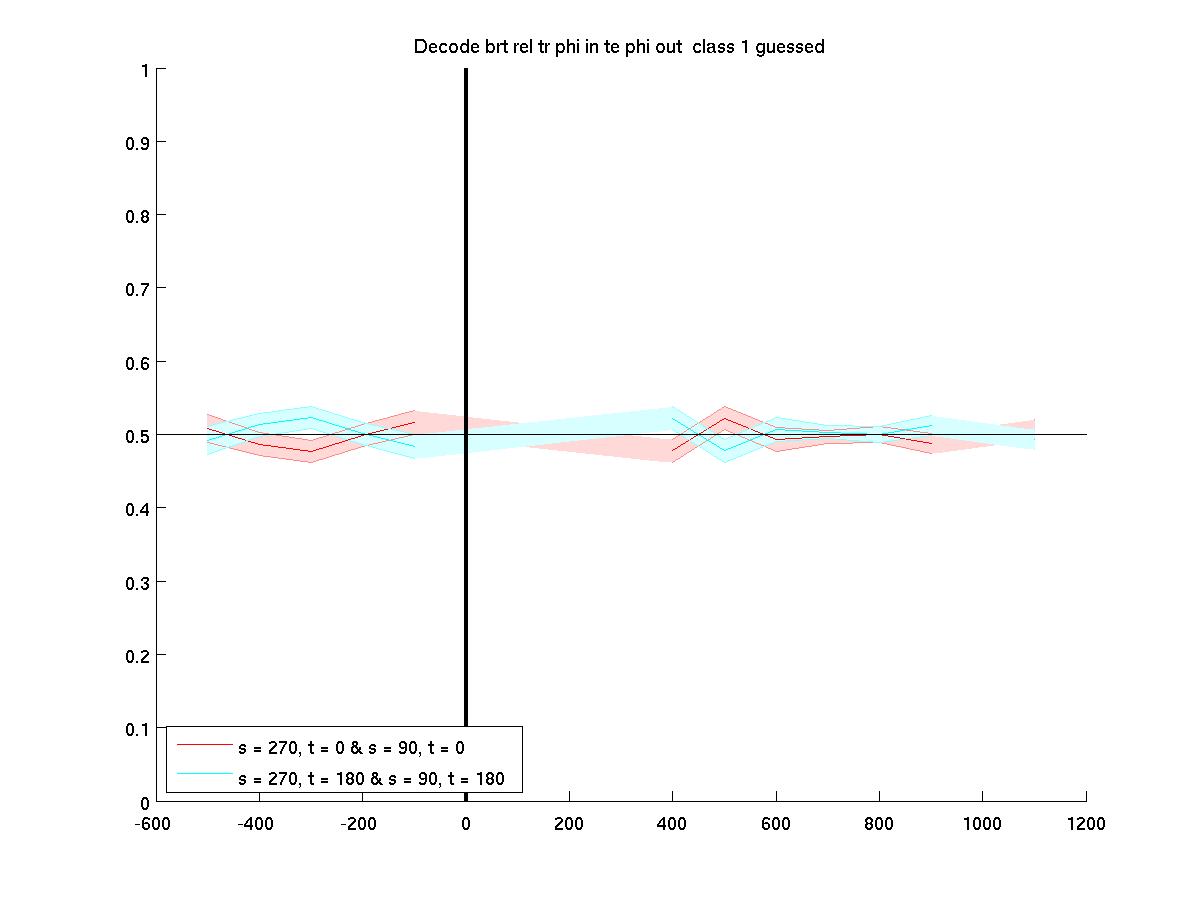 Decode brt rel tr phi in te phi out  class 1 guessed
1
0.9
0.8
0.7
0.6
0.5
0.4
0.3
0.2
0.1
0
s = 270, t = 0 & s = 90, t = 0
s = 270, t = 180 & s = 90, t = 180
-600 -400 -200 0 200 400 600 800 1000 1200